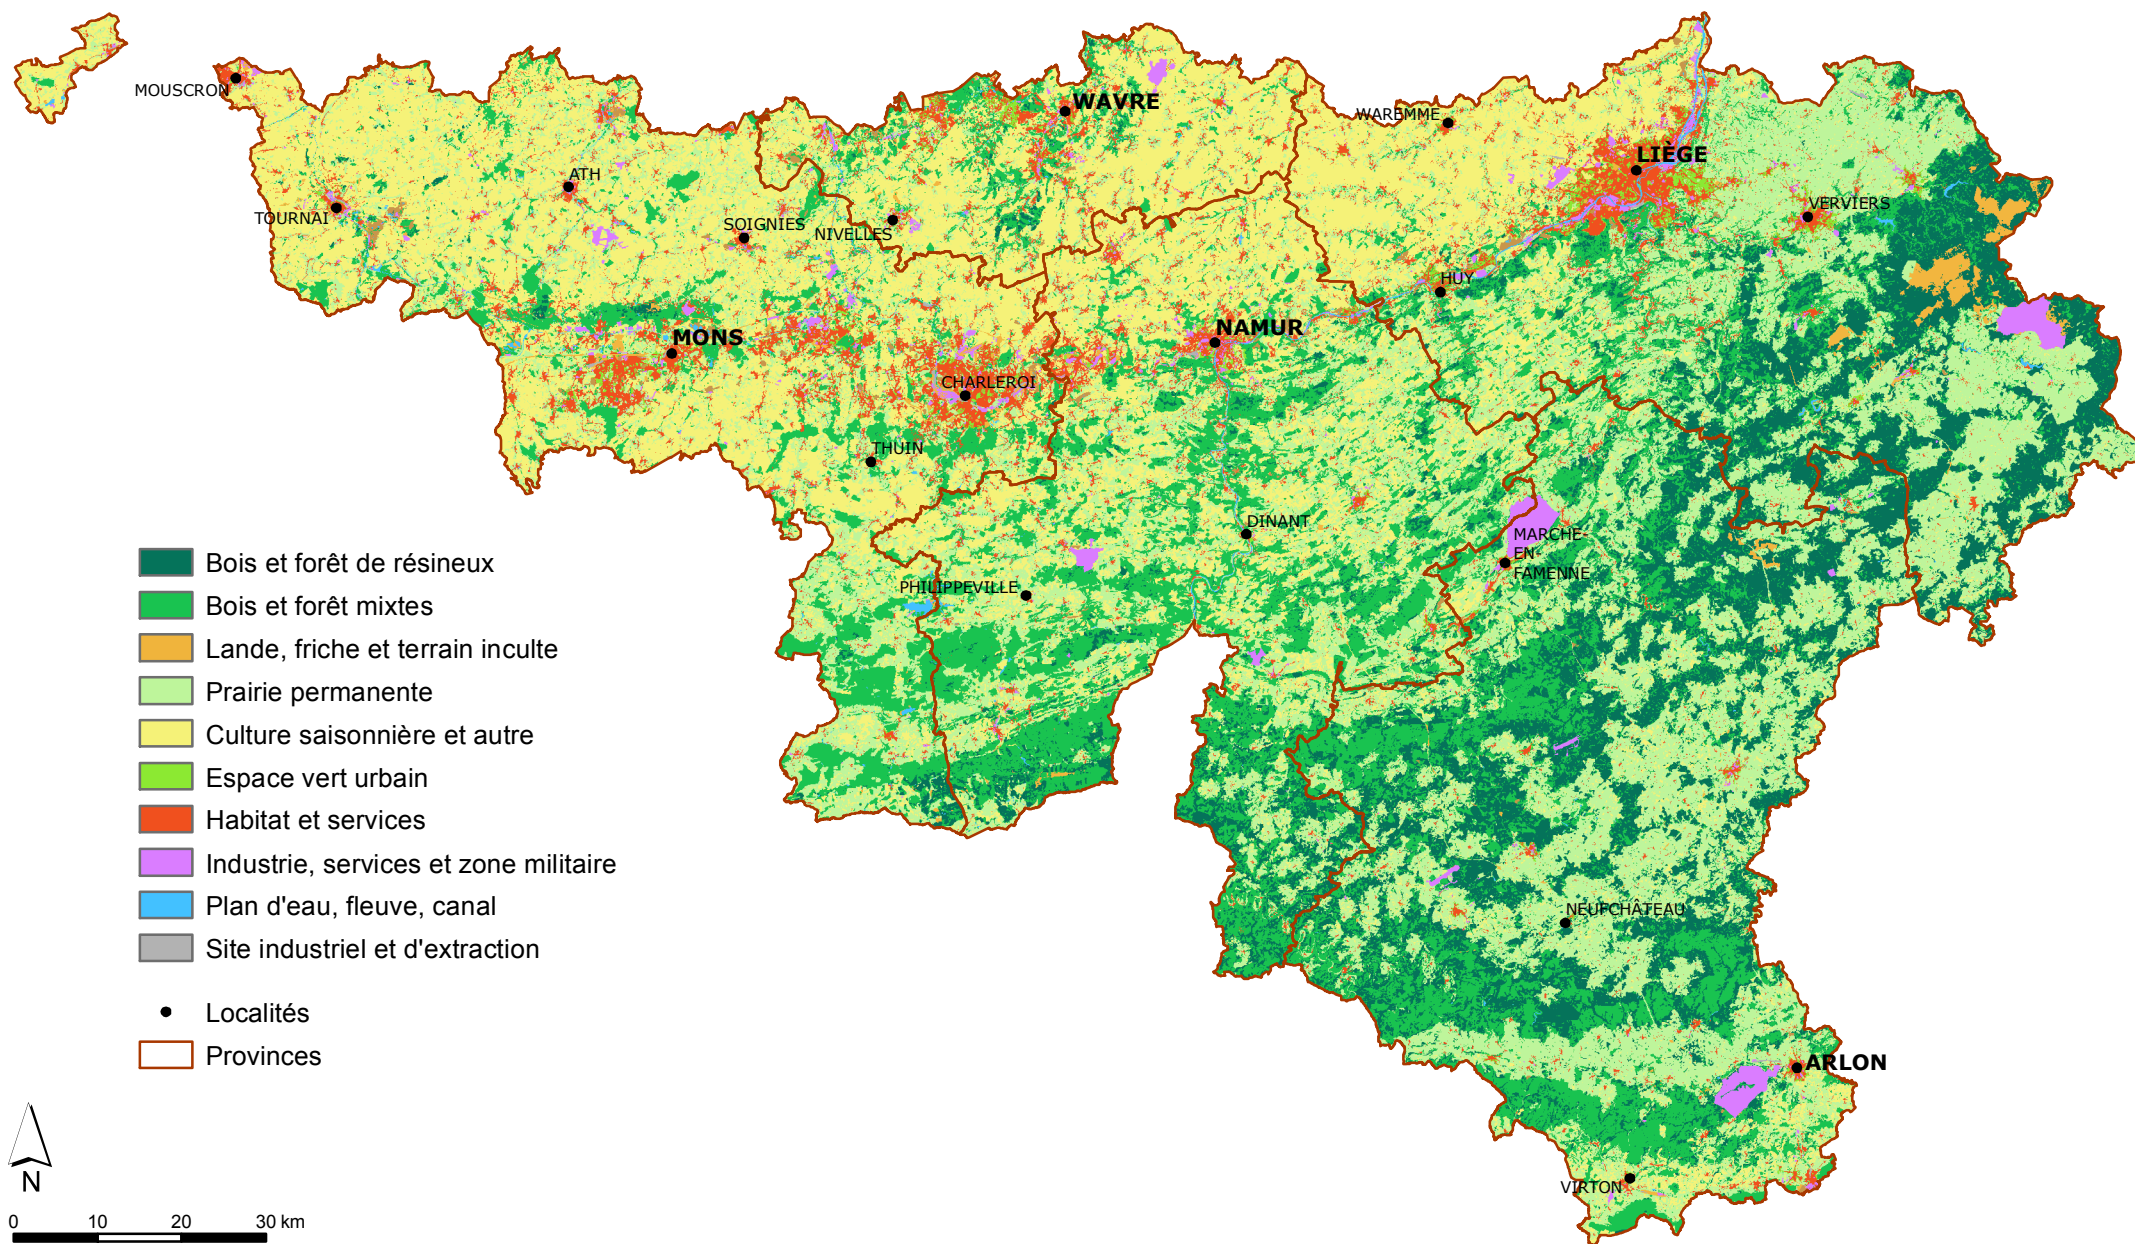 MOUSCRON
WAVRE
WAREMME
LIÈGE
ATH
TOURNAI
SOIGNIES
NIVELLES
VERVIERS
HUY
MONS
NAMUR
CHARLEROI
THUIN
DINANT
MARCHE-
EN
FAMENNE
PHILIPPEVILLE
NEUFCHÂTEAU
ARLON
VIRTON
Bois et forêt de résineux
Bois et forêt mixtes
Lande, friche et terrain inculte
Prairie permanente
Culture saisonnière et autre
Espace vert urbain
Habitat et services
Industrie, services et zone militaire
Plan d'eau, fleuve, canal
Site industriel et d'extraction
Localités
Provinces
N
0 10 20 30 km